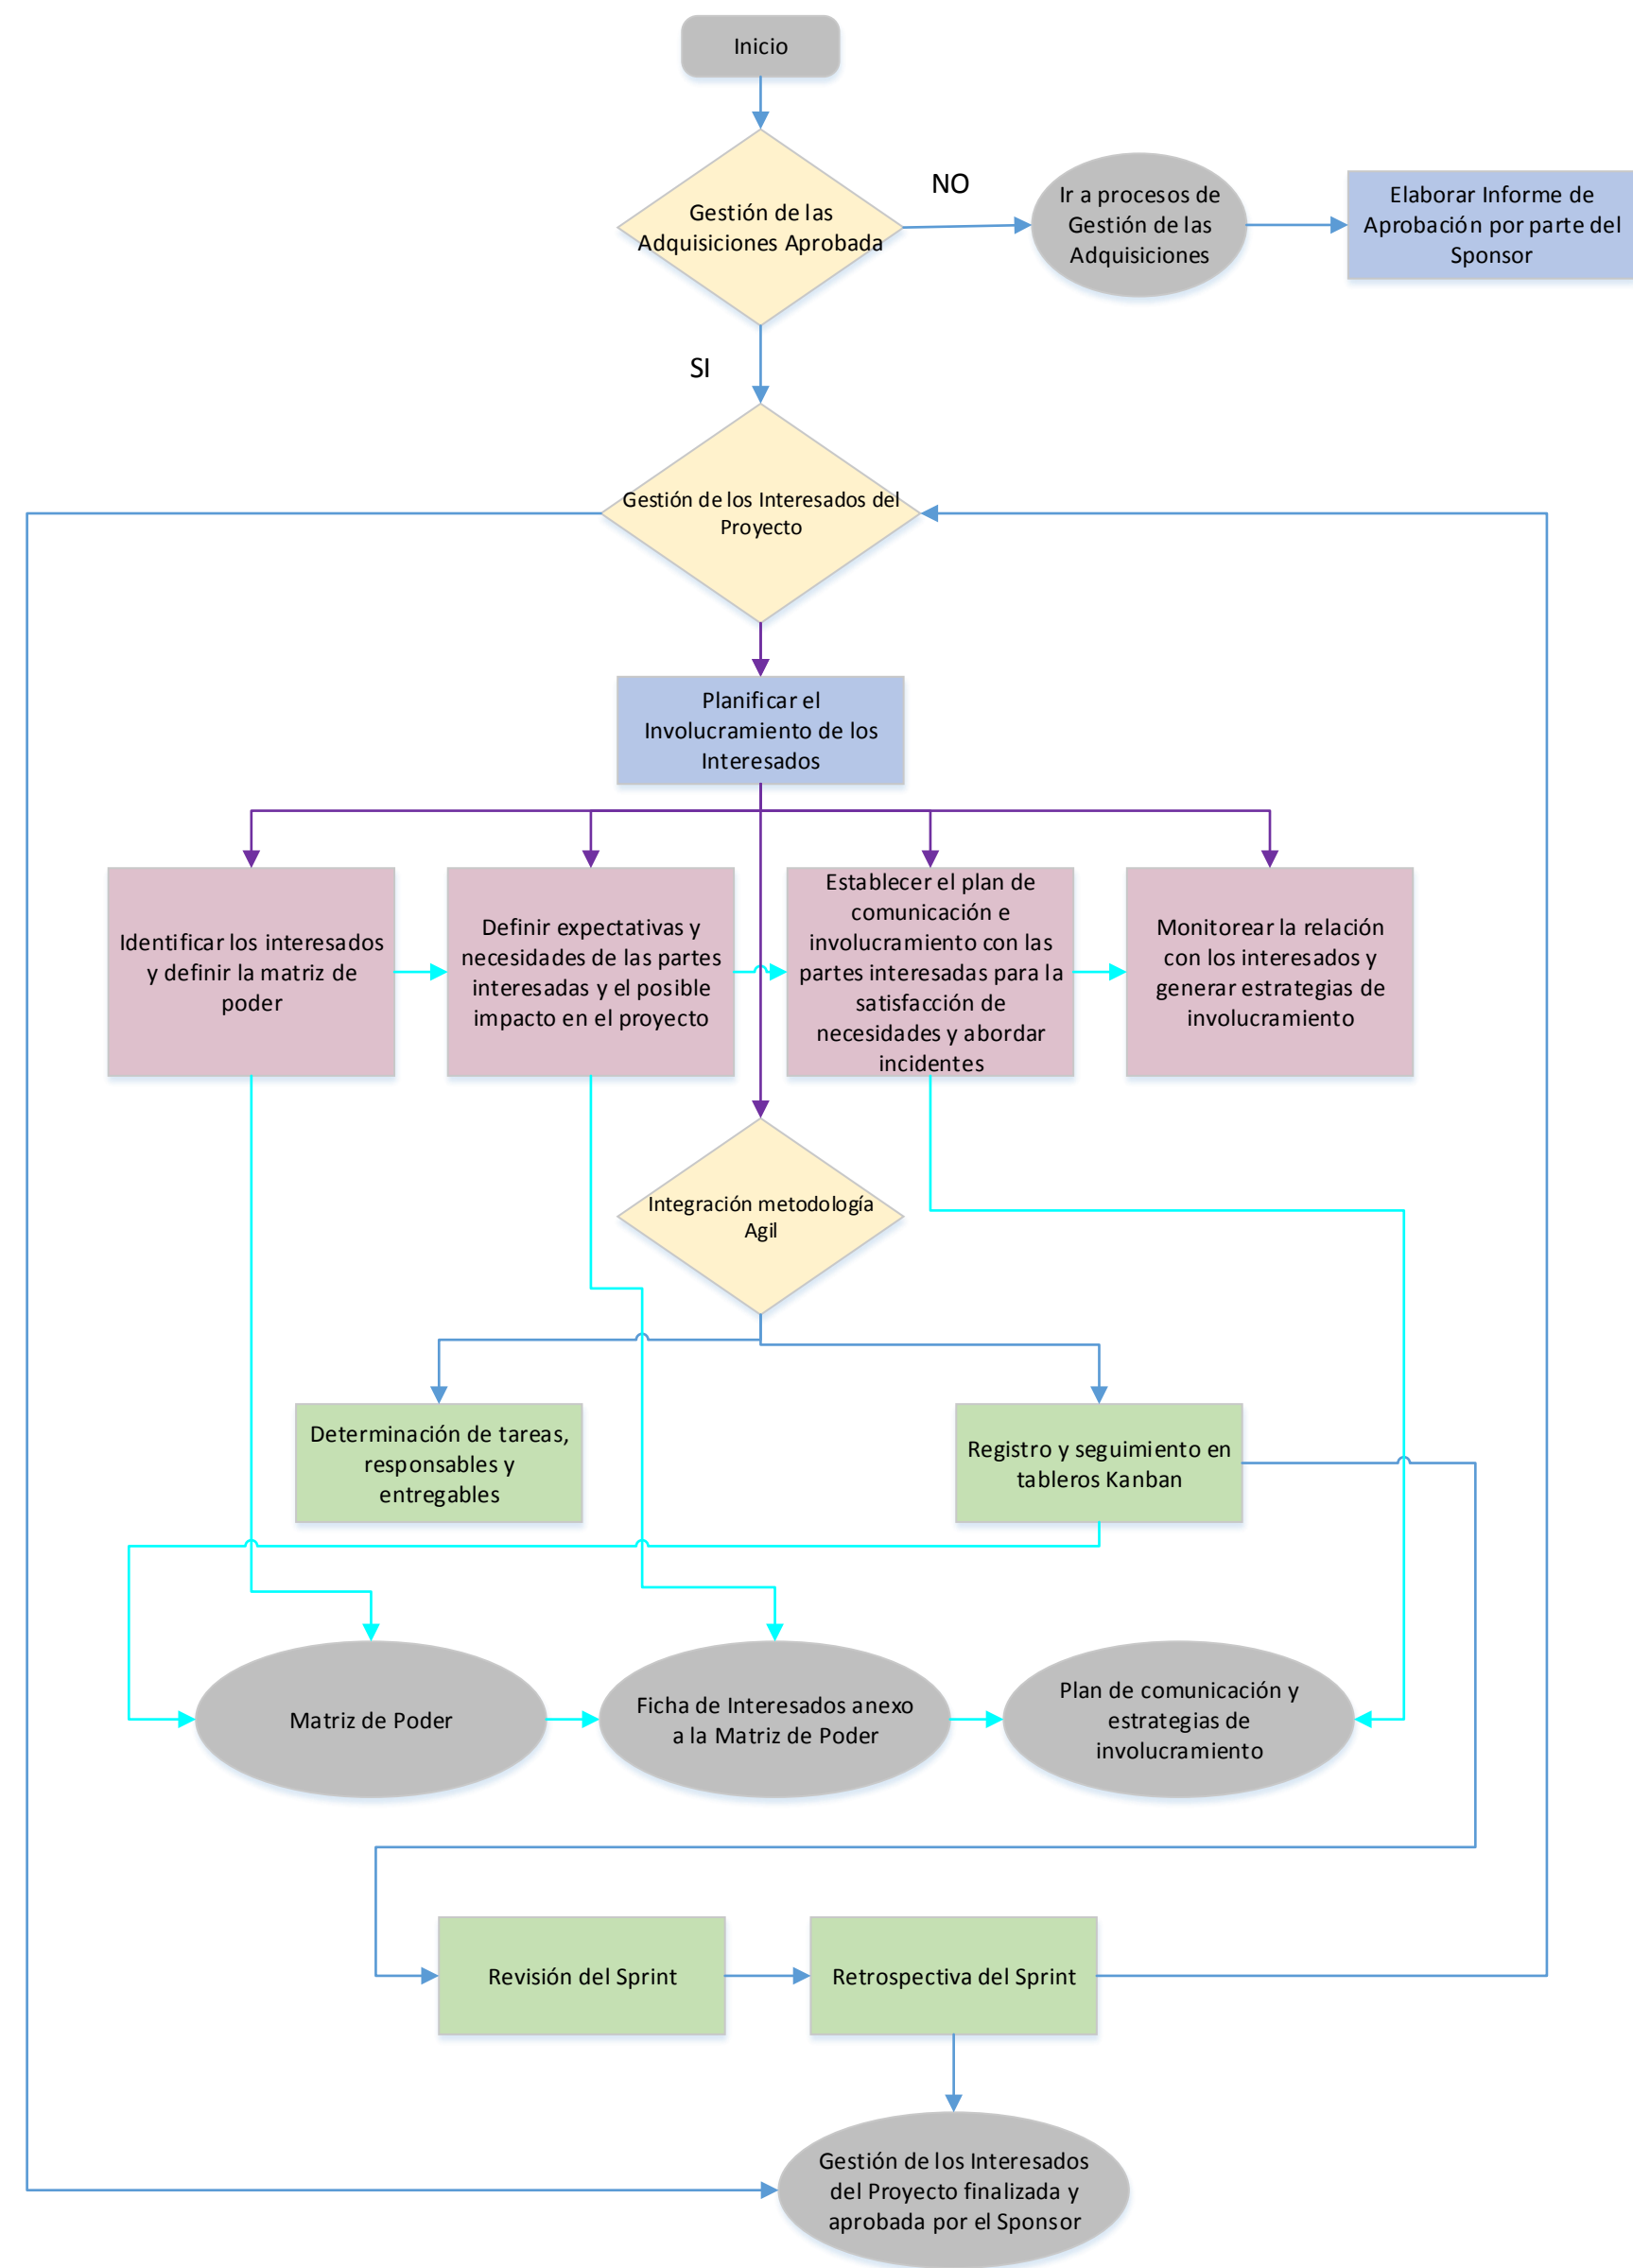 Inicio
NO
Gestión de las
Adquisiciones Aprobada
Ir a procesos de
Gestión de las
Adquisiciones
Elaborar Informe de
Aprobación por parte del
Sponsor
SI
Gestión de los Interesados del
Proyecto
Planificar el
Involucramiento de los
Interesados
Identificar los interesados
y definir la matriz de
poder
Definir expectativas y
necesidades de las partes
interesadas y el posible
impacto en el proyecto
Establecer el plan de
comunicación e
involucramiento con las
partes interesadas para la
satisfacción de
necesidades y abordar
incidentes
Monitorear la relación
con los interesados y
generar estrategias de
involucramiento
Integración metodología
Agil
Determinación de tareas,
responsables y
entregables
Registro y seguimiento en
tableros Kanban
Matriz de Poder
Ficha de Interesados anexo
a la Matriz de Poder
Plan de comunicación y
estrategias de
involucramiento
Revisión del Sprint
Retrospectiva del Sprint
Gestión de los Interesados
del Proyecto finalizada y
aprobada por el Sponsor